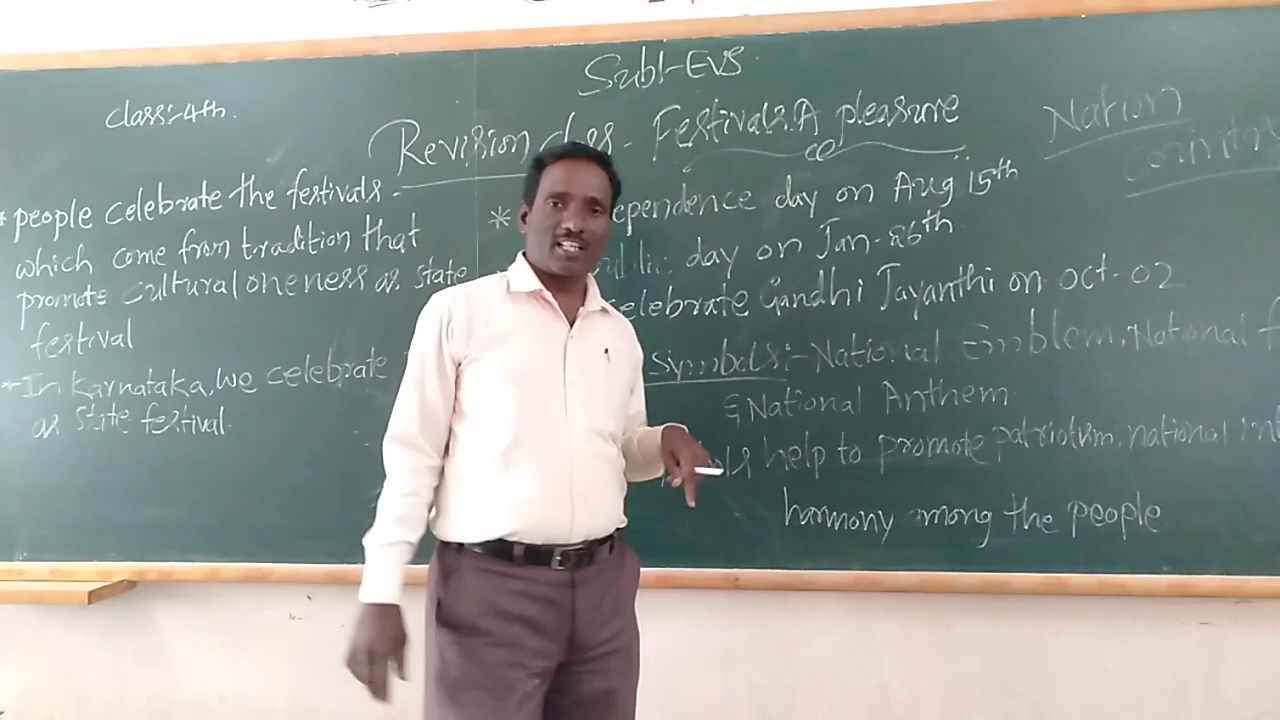 Sub:-EVS
Class:-4th.
Revision class - Festivals. A pleasure
Nation
Country
* people celebrate the festivals -
which come from tradition that
promote cultural oneness as state
festival
- In Karnataka, we celebrate
as state festival.
* ependence day on Aug 15th
ublic day on Jan-26th
celebrate Gandhi Jayanthi on oct-02
symbols:- National Emblem, National
& National Anthem
help to promote patriotism, national
harmony among the people